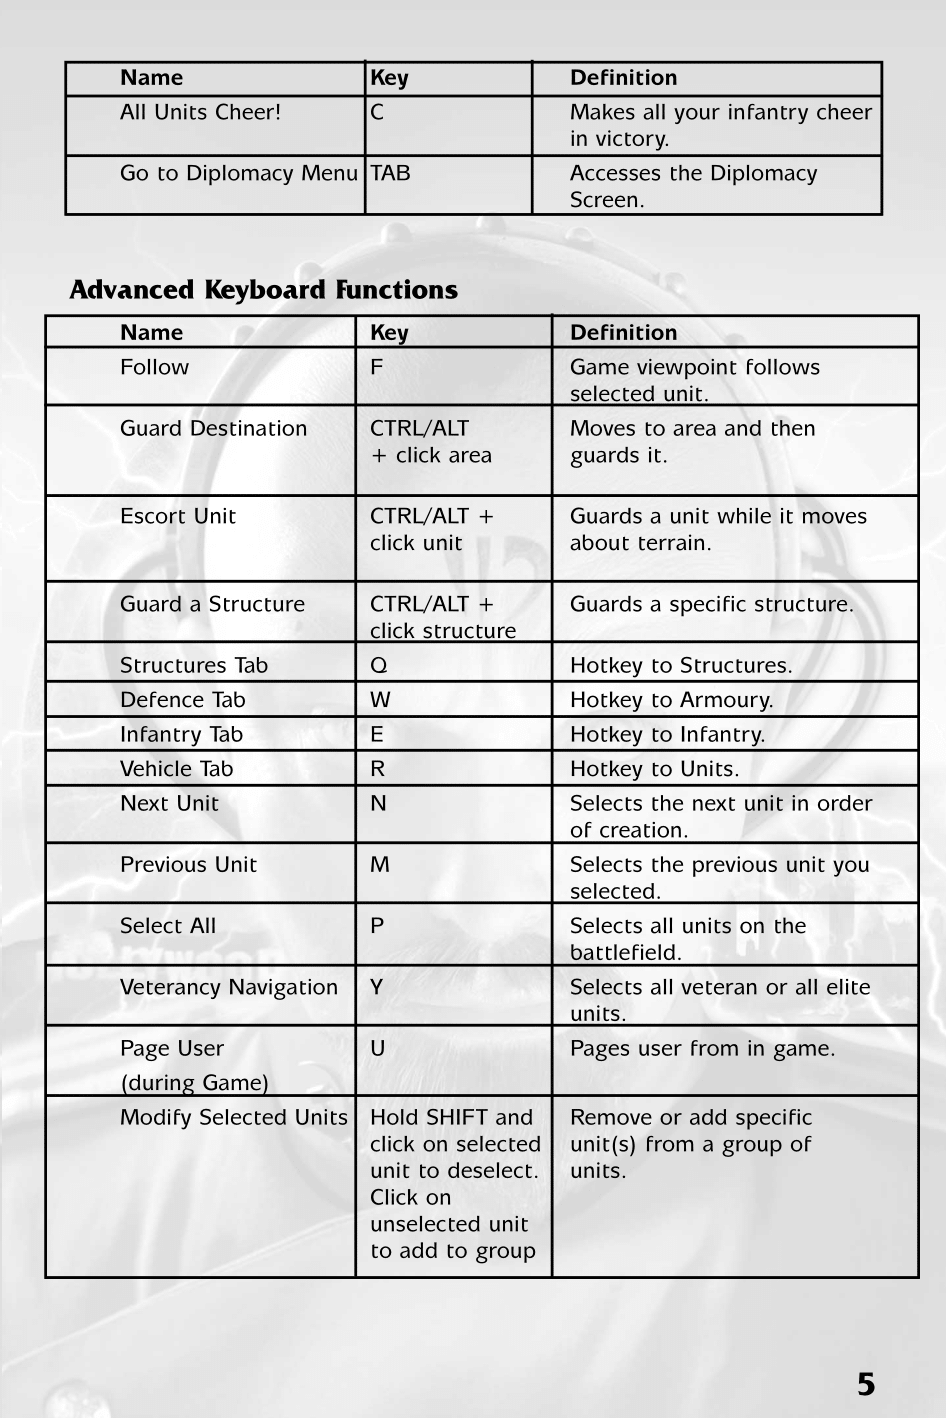 Name Key Definition
All Units Cheer! C Makes all your infantry cheer
in victory.
Go to Diplomacy Menu TAB Accesses the Diplomacy
Screen.
Advanced Keyboard Functions
Name Key Definition
Follow F Game viewpoint follows
selected unit.
Guard Destination CTRL/ALT Moves to area and then
+ click area guards it.
Escort Unit CTRL/ALT + Guards a unit while it moves
click unit about terrain.
Guard a Structure CTRL/ALT + Guards a specific structure.
click structure
Structures Tab Q Hotkey to Structures.
Defence Tab W Hotkey to Armoury.
Infantry Tab E Hotkey to Infantry.
Vehicle Tab R Hotkey to Units.
Next Unit N Selects the next unit in order
of creation.
Previous Unit M Selects the previous unit you
selected.
Select All P Selects all units on the
battlefield.
Veterancy Navigation Y Selects all veteran or all elite
units.
Page User U Pages user from in game.
(during Game)
Modify Selected Units Hold SHIFT and Remove or add specific
click on selected unit(s) from a group of
unit to deselect. units.
Click on
unselected unit
to add to group
HOLLYWOOD
5